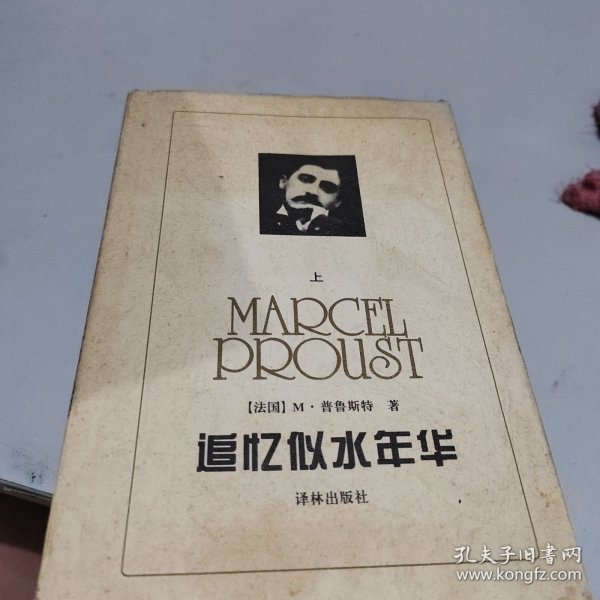 上
MARCEL
PROUST
【法国】M·普鲁斯特 著
追忆似水年华
译林出版社
孔夫子旧书网
www.kongfz.com